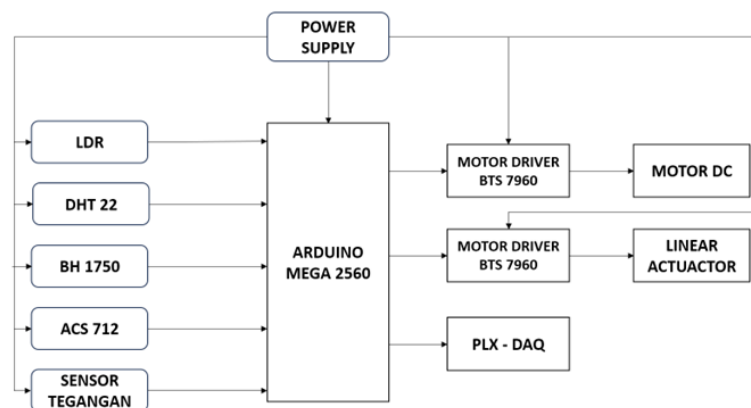 POWER
SUPPLY
LDR
DHT 22
BH 1750
ACS 712
SENSOR
TEGANGAN
ARDUINO
MEGA 2560
MOTOR DRIVER
BTS 7960
MOTOR DC
MOTOR DRIVER
BTS 7960
LINEAR
ACTUACTOR
PLX - DAQ